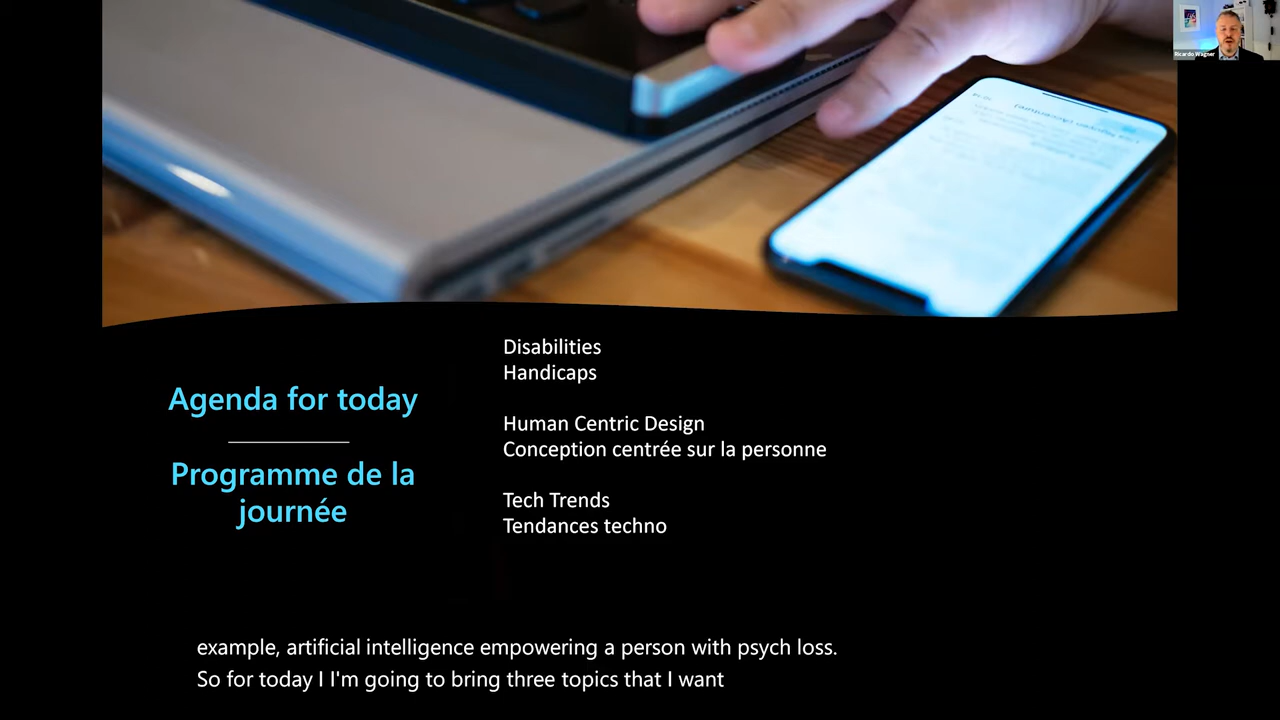 Ricardo Wagner
Agenda for today
Programme de la
journée
Disabilities
Handicaps
Human Centric Design
Conception centrée sur la personne
Tech Trends
Tendances techno
example, artificial intelligence empowering a person with psych loss.
So for today I I'm going to bring three topics that I want